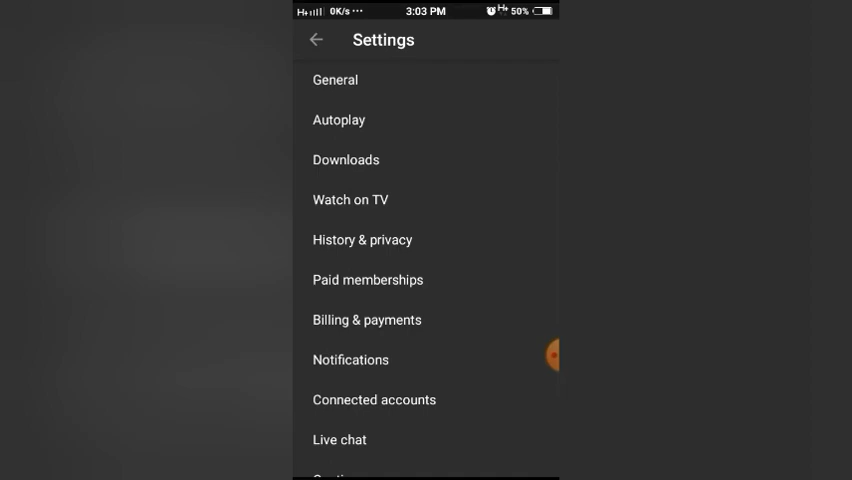 H+ 0K/s ··· 3:03 PM H+ 50%
Settings
General
Autoplay
Downloads
Watch on TV
History & privacy
Paid memberships
Billing & payments
Notifications
Connected accounts
Live chat